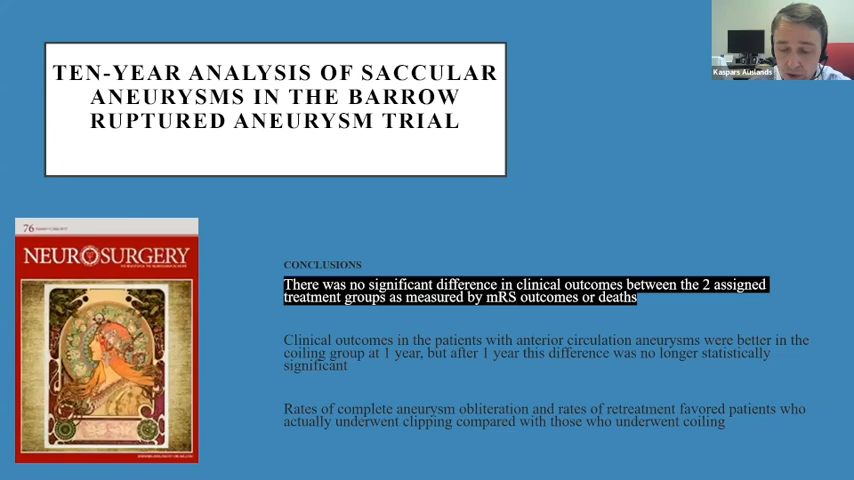 TEN-YEAR ANALYSIS OF SACCULAR
ANEURYSMS IN THE BARROW
RUPTURED ANEURYSM TRIAL
Kaspars Auslands
76
NEUROSURGERY
CONCLUSIONS
There was no significant difference in clinical outcomes between the 2 assigned
treatment groups as measured by mRS outcomes or deaths
Clinical outcomes in the patients with anterior circulation aneurysms were better in the
coiling group at 1 year, but after 1 year this difference was no longer statistically
significant
Rates of complete aneurysm obliteration and rates of retreatment favored patients who
actually underwent clipping compared with those who underwent coiling